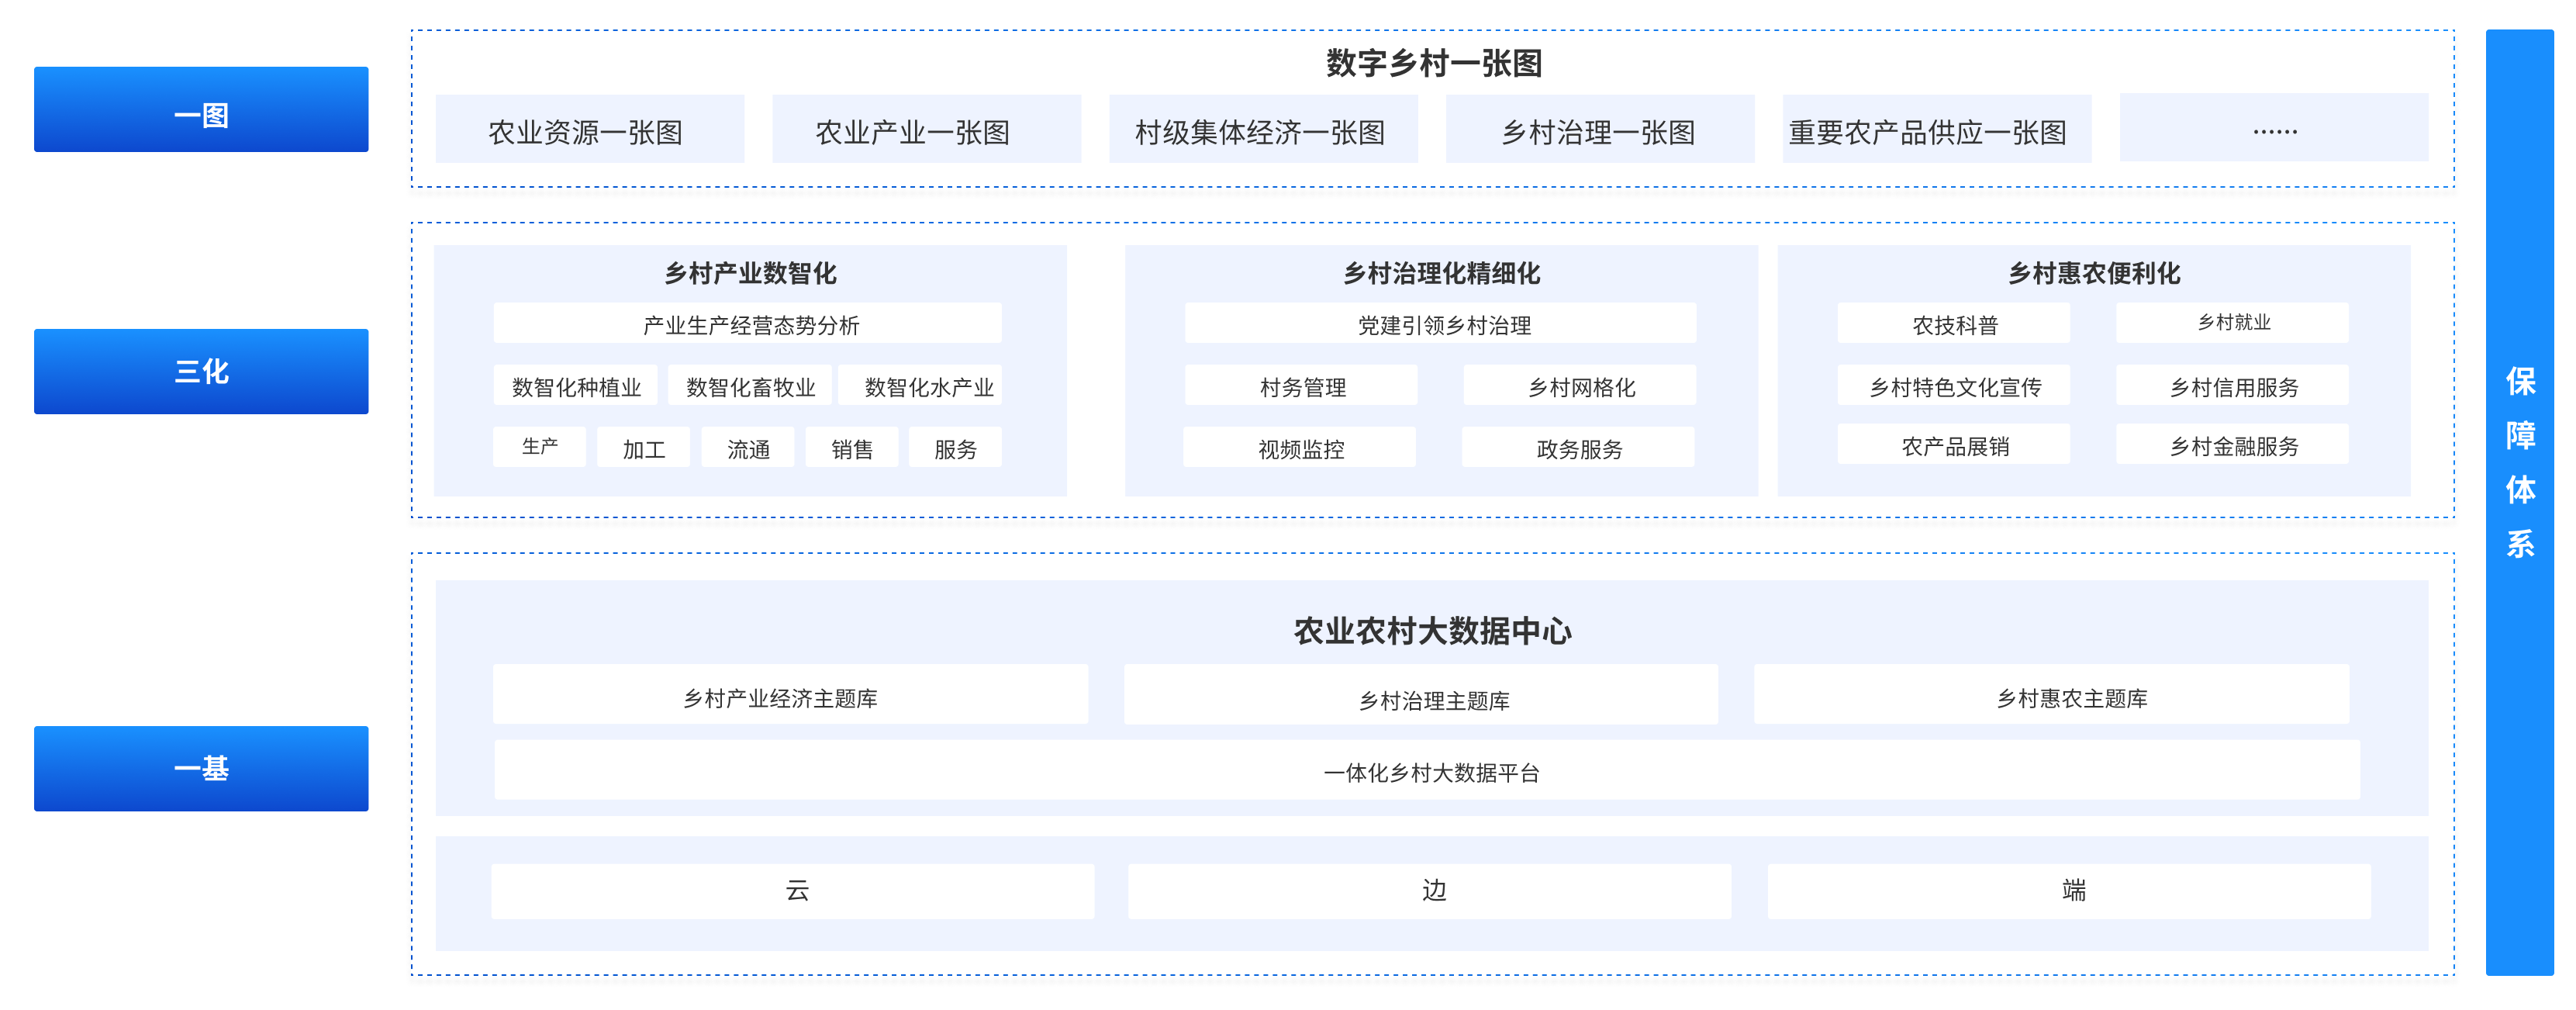 一图
数字乡村一张图
农业资源一张图
农业产业一张图
村级集体经济一张图
乡村治理一张图
重要农产品供应一张图
······
三化
乡村产业数智化
产业生产经营态势分析
数智化种植业
数智化畜牧业
数智化水产业
生产
加工
流通
销售
服务
乡村治理化精细化
党建引领乡村治理
村务管理
乡村网格化
视频监控
政务服务
乡村惠农便利化
农技科普
乡村就业
乡村特色文化宣传
乡村信用服务
农产品展销
乡村金融服务
一基
农业农村大数据中心
乡村产业经济主题库
乡村治理主题库
乡村惠农主题库
一体化乡村大数据平台
云
边
端
保
障
体
系